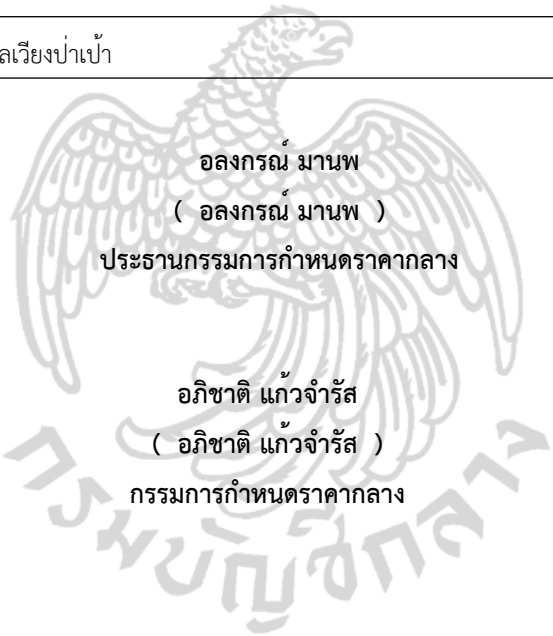 ลเวียงป่าเป้า
อลงกรณ์ มานพ
( อลงกรณ์ มานพ )
ประธานกรรมการกำหนดราคากลาง
อภิชาติ แก้วจำรัส
( อภิชาติ แก้วจำรัส )
กรรมการกำหนดราคากลาง
กรมบัญชีกลาง